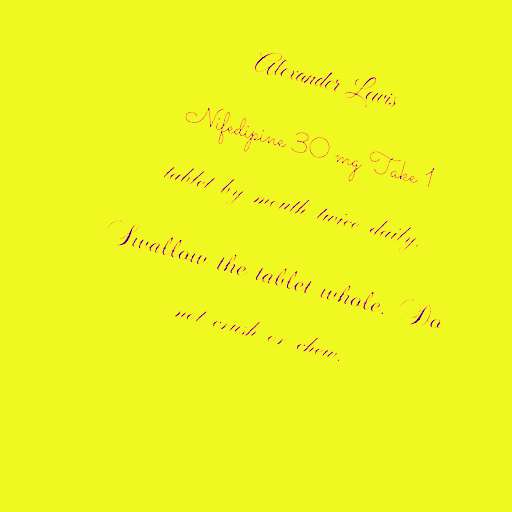 Alexander Lewis
Nifedipine 30 mg Take 1
tablet by mouth twice daily.
Swallow the tablet whole. Do
not crush or chew.